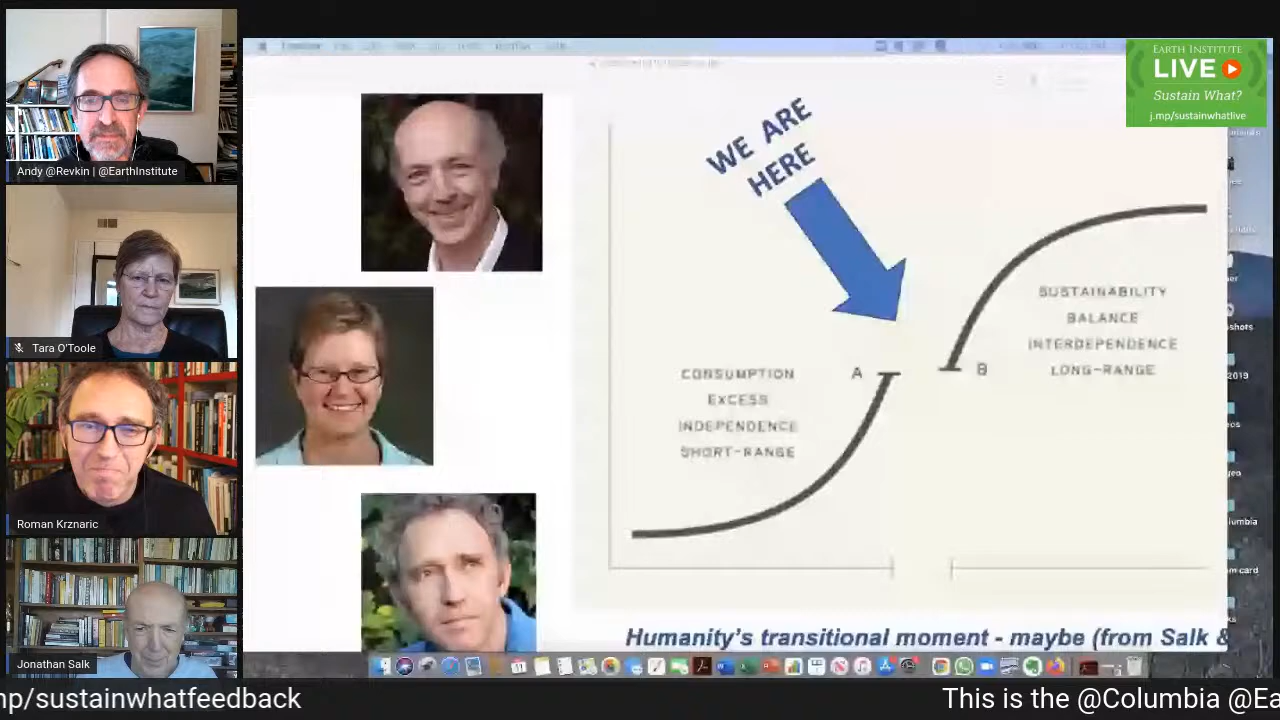 Andy @Revkin | @EarthInstitute
Tara O'Toole
Roman Krznaric
Jonathan Salk
WE ARE
HERE
EARTH INSTITUTE
LIVE
Sustain What?
j.mp/sustainwhatlive
CONSUMPTION
EXCESS
INDEPENDENCE
SHORT-RANGE
A
B
SUSTAINABILITY
BALANCE
INTERDEPENDENCE
LONG-RANGE
Humanity's transitional moment - maybe (from Salk &
2019
mp/sustainwhatfeedback
This is the @Columbia @Ea